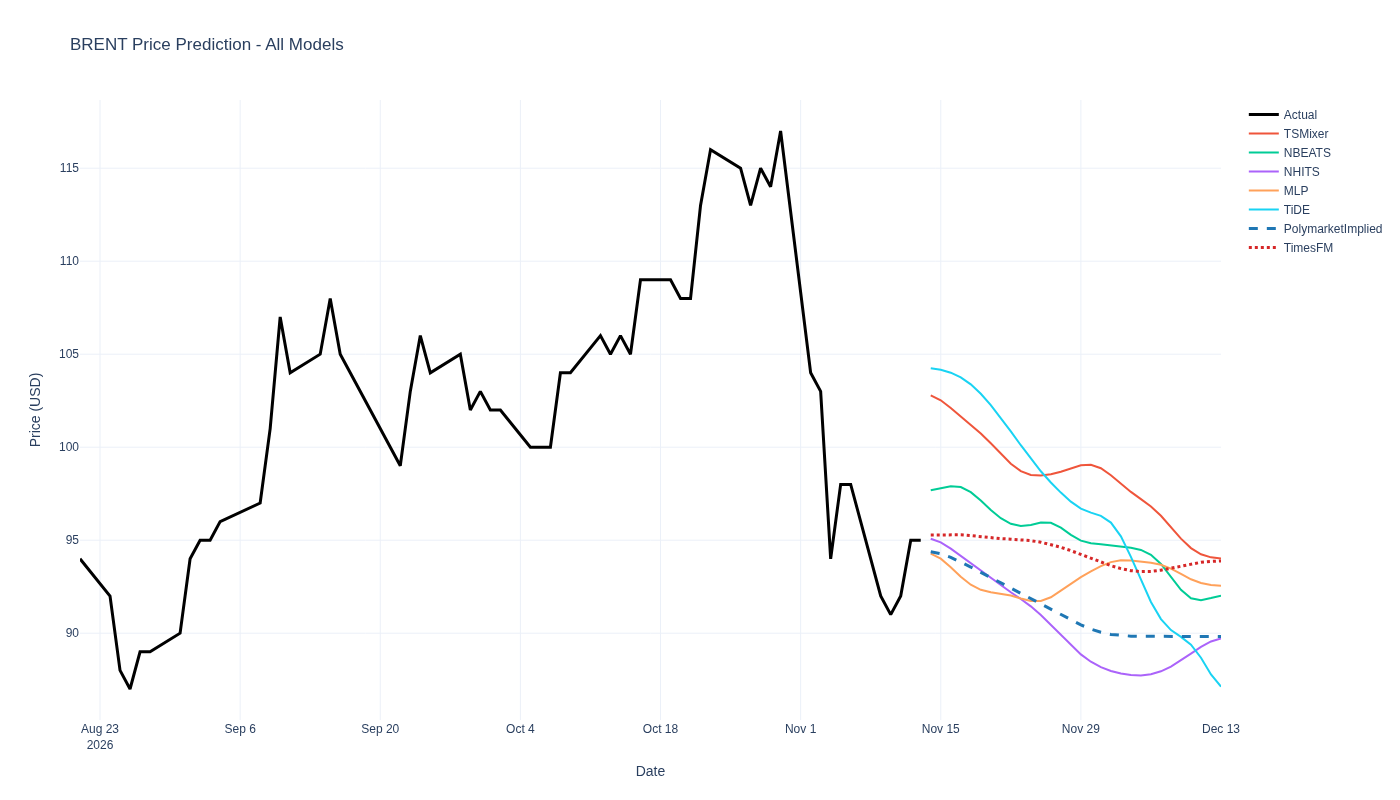 BRENT Price Prediction - All Models
Actual
TSMixer
NBEATS
NHITS
MLP
TiDE
PolymarketImplied
TimesFM
Price (USD)
115
110
105
100
95
90
Aug 23
2026
Sep 6
Sep 20
Oct 4
Oct 18
Nov 1
Nov 15
Nov 29
Dec 13
Date